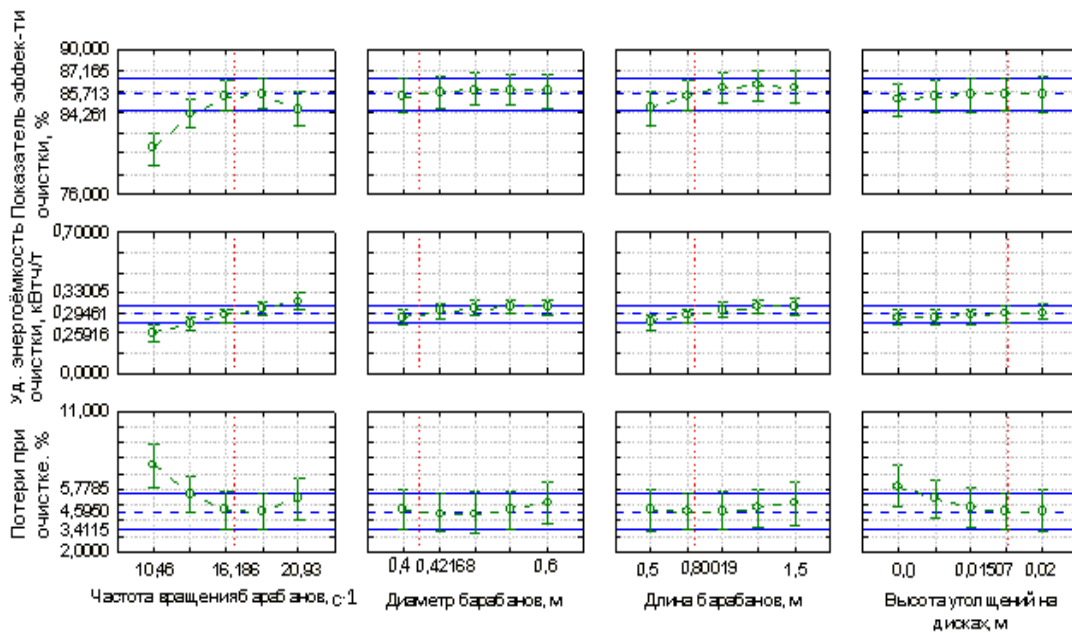 Показатель эффек-ти
очистки, %
90,000
87,165
85,713
84,261
76,000
Уд. энергоёмкость
очистки, кВтч/т
0,70000
0,33005
0,29461
0,25916
0,0000
Потери при
очистке. %
11,000
5,7785
4,5950
3,4115
2,0000
10,46 16,186 20,93
0,4 0,42168 0,6
0,5 0,80019 1,5
0,0 0,01507 0,02
Частота вращения барабанов, с-1
Диаметр барабанов, м
Длина барабанов, м
Высота утолщений на
дисках, м